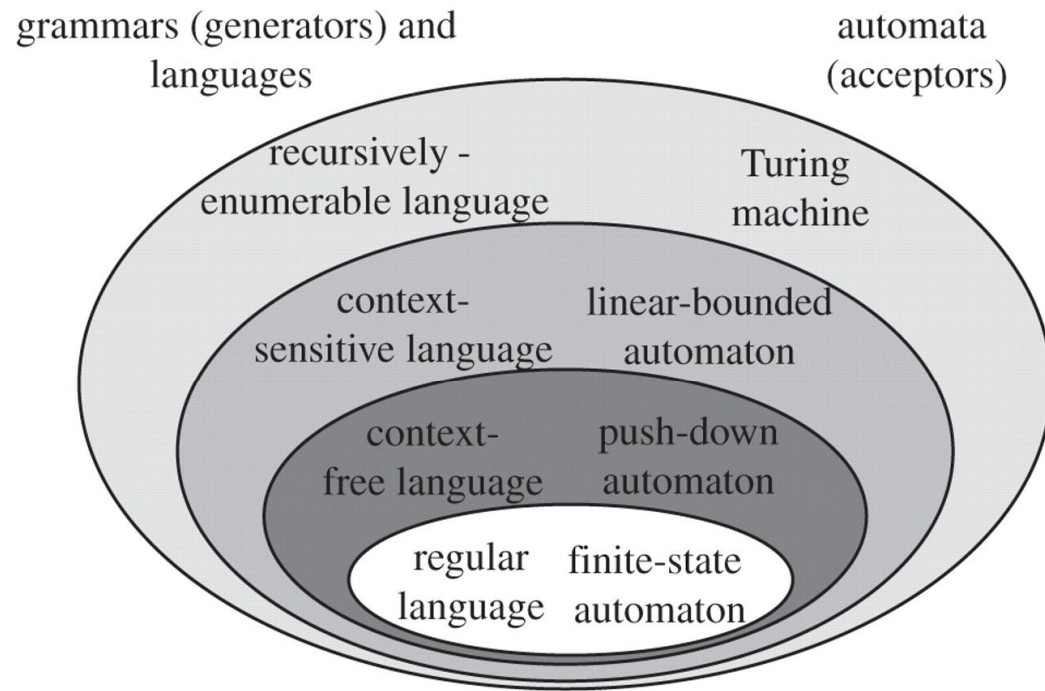 grammars (generators) and
languages
automata
(acceptors)
recursively -
enumerable language
Turing
machine
context-
sensitive language
linear-bounded
automaton
context-
free language
push-down
automaton
regular
language
finite-state
automaton